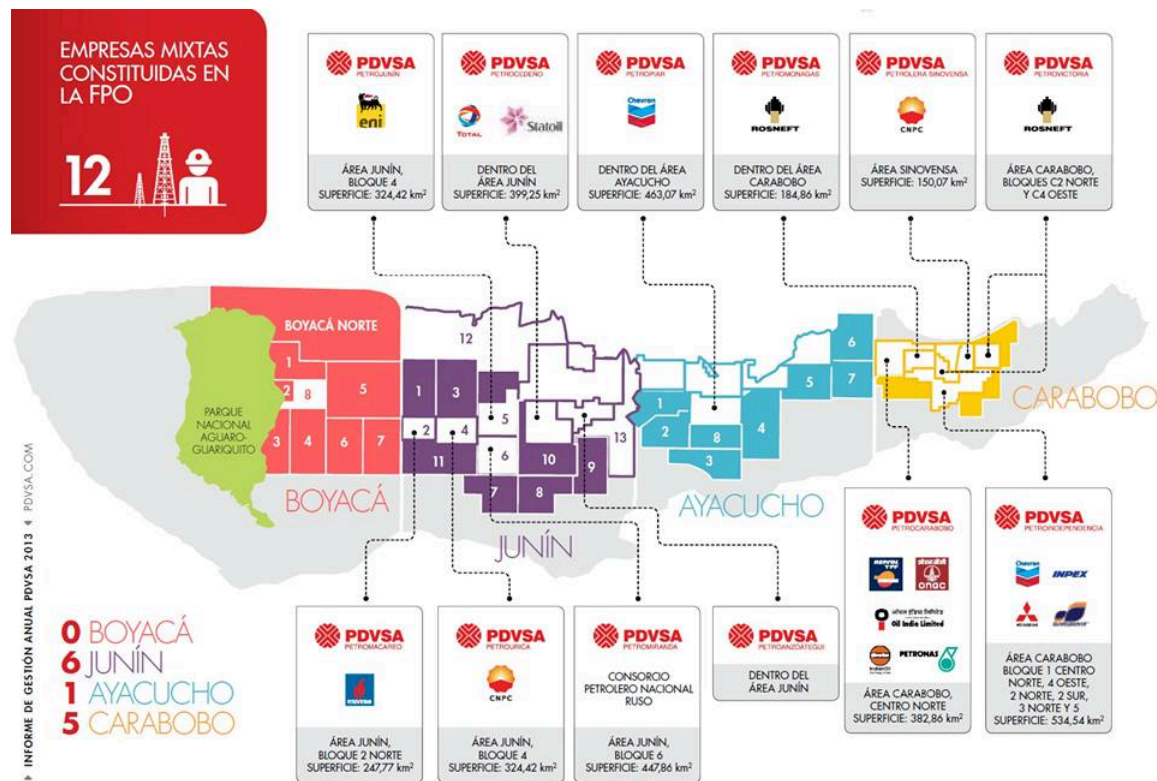 EMPRESAS MIXTAS
CONSTITUIDAS EN
LA FPO
12
PDVSA
PETROJUNÍN
eni
ÁREA JUNÍN,
BLOQUE 4
SUPERFICIE: 324,42 km²
PDVSA
PETROCEDEÑO
TOTAL
Statoil
DENTRO DEL
ÁREA JUNÍN
SUPERFICIE: 399,25 km²
PDVSA
PETROPIAR
Chevron
DENTRO DEL ÁREA
AYACUCHO
SUPERFICIE: 463,07 km²
PDVSA
PETROMONAGAS
ROSNEFT
DENTRO DEL ÁREA
CARABOBO
SUPERFICIE: 184,86 km²
PDVSA
PETROLERA SINOVENSA
CNPC
ÁREA SINOVENSA
SUPERFICIE: 150,07 km²
PDVSA
PETROVICTORIA
ROSNEFT
ÁREA CARABOBO,
BLOQUES C2 NORTE
Y C4 OESTE
BOYACÁ NORTE
PARQUE
NACIONAL
AGUARO-
GUARIQUITO
1
2
8
5
3
4
6
7
BOYACÁ
12
1
3
5
2
4
6
11
10
9
13
7
8
JUNÍN
1
2
8
3
4
5
6
7
AYACUCHO
CARABOBO
0 BOYACÁ
6 JUNÍN
1 AYACUCHO
5 CARABOBO
INFORME DE GESTIÓN ANUAL PDVSA 2013 PDVSA.COM
PDVSA
PETROMACAREO
ÁREA JUNÍN,
BLOQUE 2 NORTE
SUPERFICIE: 247,77 km²
PDVSA
PETROURICA
CNPC
ÁREA JUNÍN,
BLOQUE 4
SUPERFICIE: 324,42 km²
PDVSA
PETROMIRANDA
CONSORCIO
PETROLERO NACIONAL
RUSO
ÁREA JUNÍN,
BLOQUE 6
SUPERFICIE: 447,86 km²
PDVSA
PETROANZOÁTEGUI
DENTRO DEL
ÁREA JUNÍN
PDVSA
PETROCARABOBO
REPSOL
YPF
ONGC
Oil India Limited
PETRONAS
ÁREA CARABOBO,
CENTRO NORTE
SUPERFICIE: 382,86 km²
PDVSA
PETROINDEPENDENCIA
Chevron
INPEX
ÁREA CARABOBO
BLOQUE 1 CENTRO
NORTE, 4 OESTE,
2 NORTE, 2 SUR,
3 NORTE Y 5
SUPERFICIE: 534,54 km²